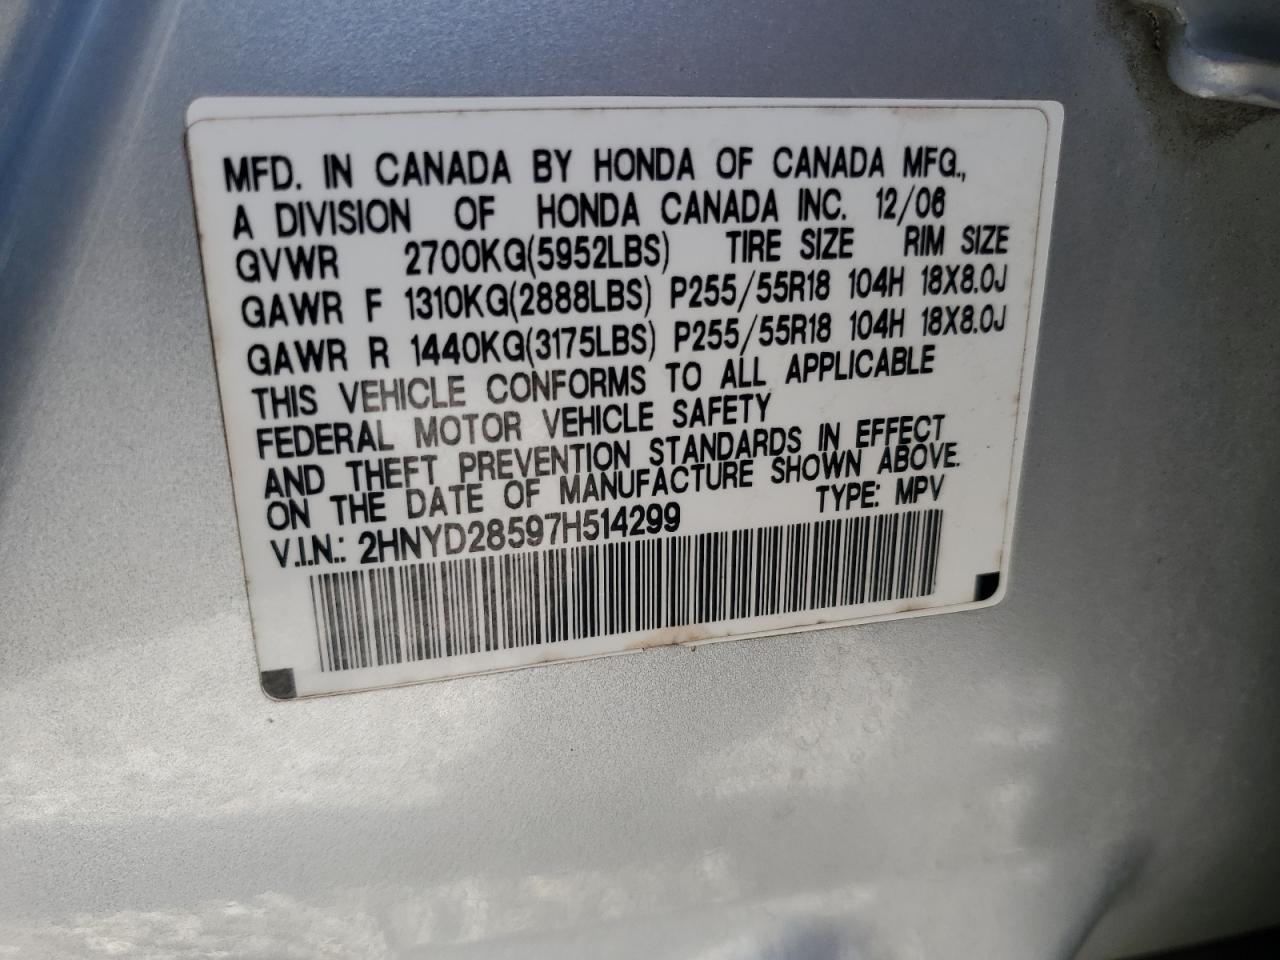 MFD. IN CANADA BY HONDA OF CANADA MFG.,
A DIVISION OF HONDA CANADA INC. 12/06
GVWR 2700KG(5952LBS) TIRE SIZE RIM SIZE
GAWR F 1310KG(2888LBS) P255/55R18 104H 18X8.0J
GAWR R 1440KG(3175LBS) P255/55R18 104H 18X8.0J
THIS VEHICLE CONFORMS TO ALL APPLICABLE
FEDERAL MOTOR VEHICLE SAFETY
AND THEFT PREVENTION STANDARDS IN EFFECT
ON THE DATE OF MANUFACTURE SHOWN ABOVE.
V.I.N.: 2HNYD28597H514299 TYPE: MPV